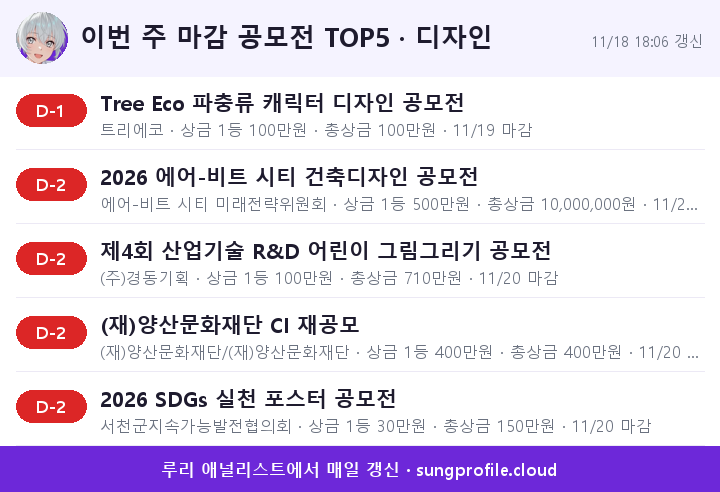 이번 주 마감 공모전 TOP5 · 디자인
11/18 18:06 갱신
D-1
Tree Eco 파충류 캐릭터 디자인 공모전
트리에코 · 상금 1등 100만원 · 총상금 100만원 · 11/19 마감
D-2
2026 에어-비트 시티 건축디자인 공모전
에어-비트 시티 미래전략위원회 · 상금 1등 500만원 · 총상금 10,000,000원 · 11/2...
D-2
제4회 산업기술 R&D 어린이 그림그리기 공모전
(주)경동기획 · 상금 1등 100만원 · 총상금 710만원 · 11/20 마감
D-2
(재)양산문화재단 CI 재공모
(재)양산문화재단/(재)양산문화재단 · 상금 1등 400만원 · 총상금 400만원 · 11/20 ...
D-2
2026 SDGs 실천 포스터 공모전
서천군지속가능발전협의회 · 상금 1등 30만원 · 총상금 150만원 · 11/20 마감
루리 애널리스트에서 매일 갱신 · sungprofile.cloud